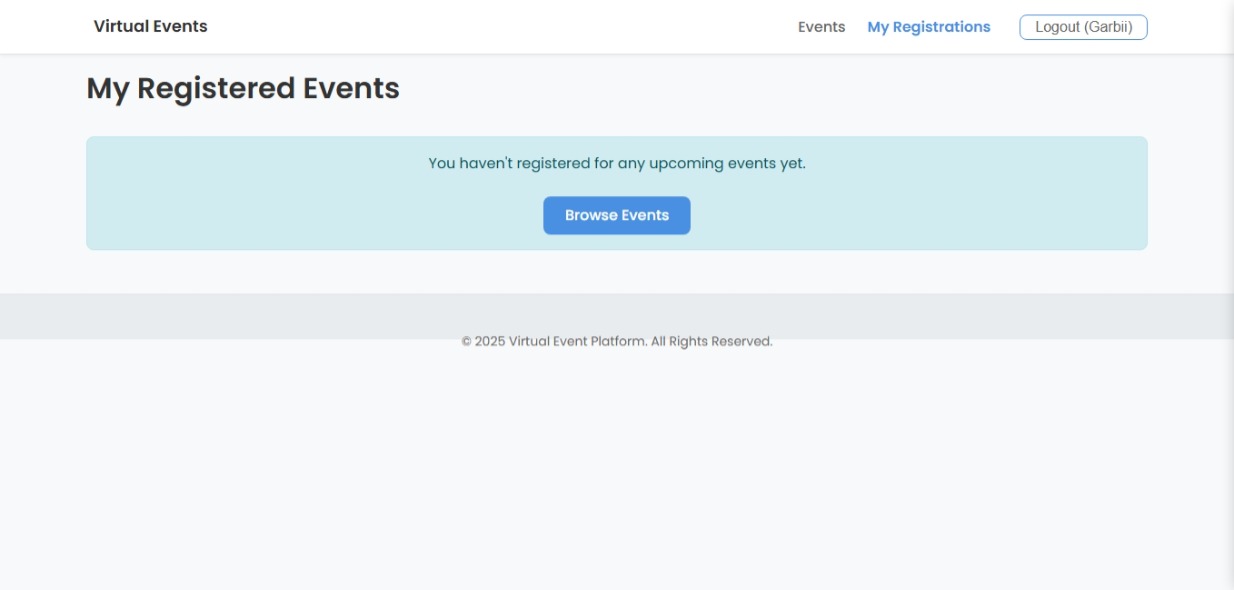 Virtual Events
Events
My Registrations
Logout (Garbii)
My Registered Events
You haven't registered for any upcoming events yet.
Browse Events
© 2025 Virtual Event Platform. All Rights Reserved.